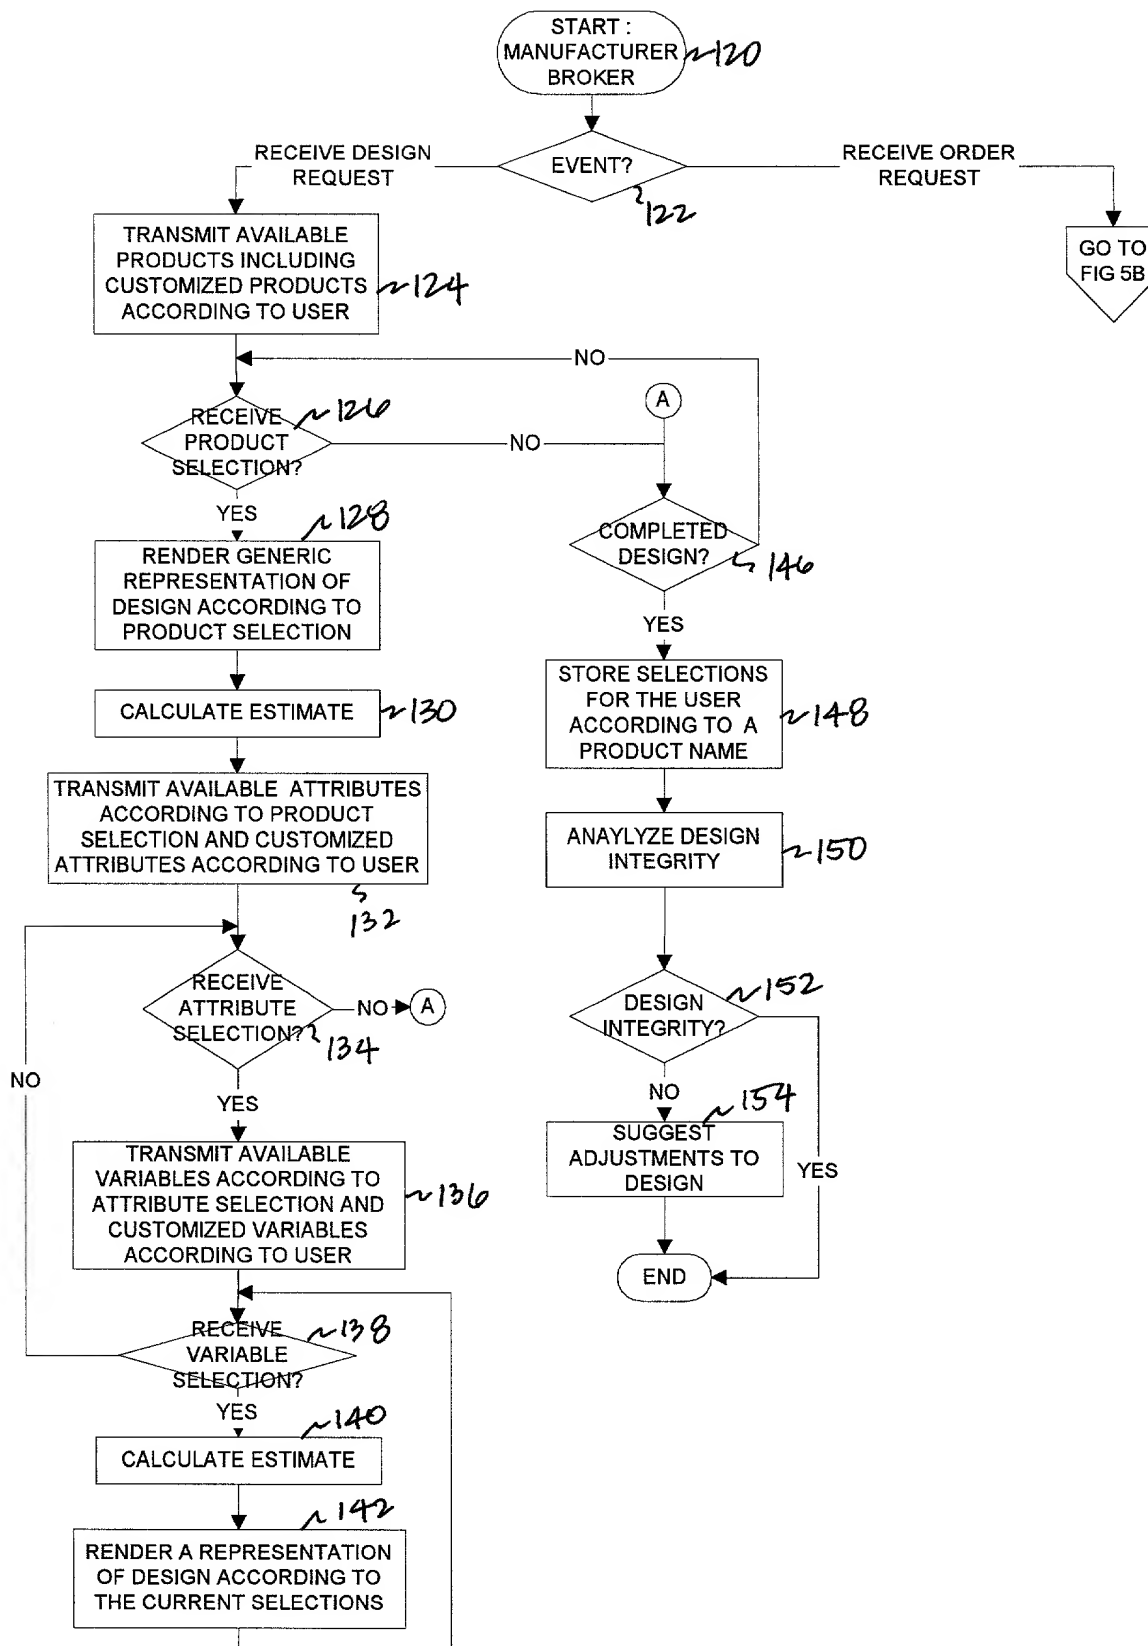 START :
MANUFACTURER
BROKER
120
EVENT?
122
RECEIVE DESIGN
REQUEST
RECEIVE ORDER
REQUEST
GO TO
FIG 5B
TRANSMIT AVAILABLE
PRODUCTS INCLUDING
CUSTOMIZED PRODUCTS
ACCORDING TO USER
124
NO
RECEIVE
PRODUCT
SELECTION?
126
NO
A
YES
128
RENDER GENERIC
REPRESENTATION OF
DESIGN ACCORDING TO
PRODUCT SELECTION
CALCULATE ESTIMATE
130
TRANSMIT AVAILABLE ATTRIBUTES
ACCORDING TO PRODUCT
SELECTION AND CUSTOMIZED
ATTRIBUTES ACCORDING TO USER
132
RECEIVE
ATTRIBUTE
SELECTION?
134
NO
A
NO
YES
TRANSMIT AVAILABLE
VARIABLES ACCORDING TO
ATTRIBUTE SELECTION AND
CUSTOMIZED VARIABLES
ACCORDING TO USER
136
RECEIVE
VARIABLE
SELECTION?
138
YES
140
CALCULATE ESTIMATE
142
RENDER A REPRESENTATION
OF DESIGN ACCORDING TO
THE CURRENT SELECTIONS
COMPLETED
DESIGN?
146
YES
STORE SELECTIONS
FOR THE USER
ACCORDING TO A
PRODUCT NAME
148
ANAYLYZE DESIGN
INTEGRITY
150
DESIGN
INTEGRITY?
152
NO
154
SUGGEST
ADJUSTMENTS TO
DESIGN
YES
END